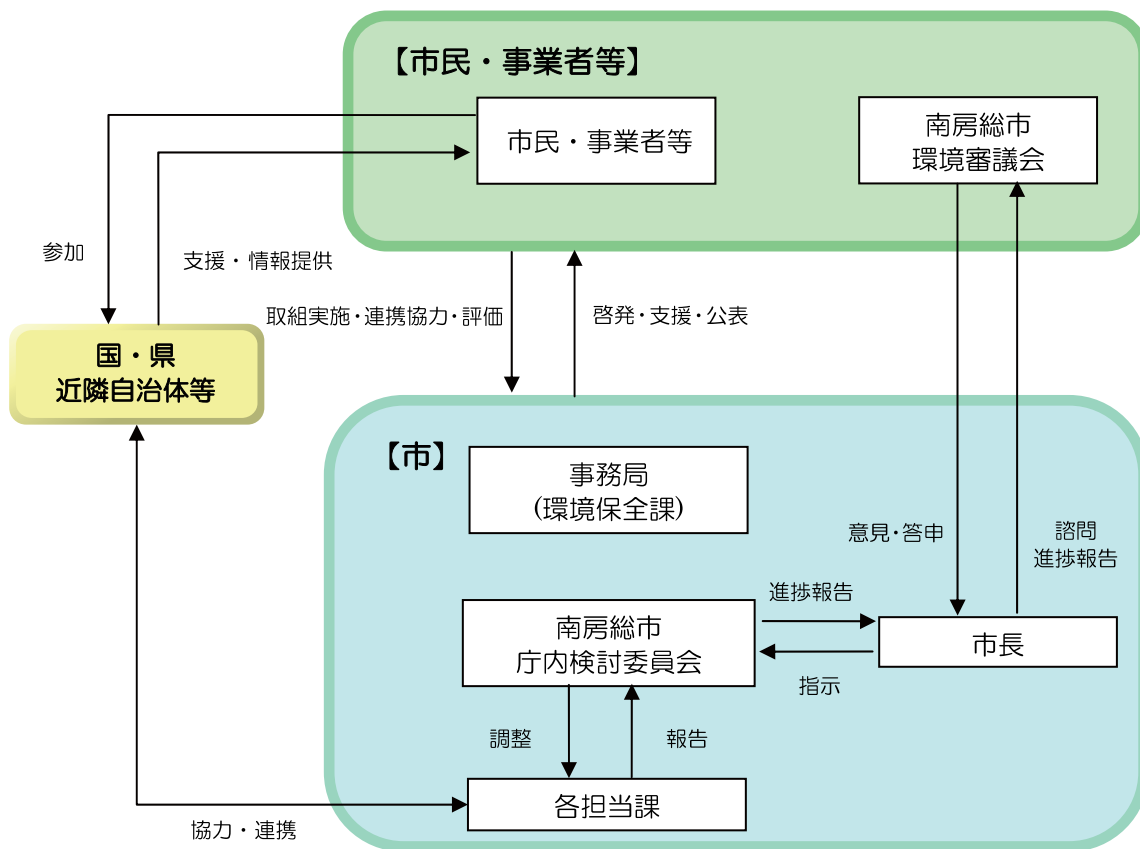 【市民・事業者等】
市民・事業者等
南房総市
環境審議会
参加
支援・情報提供
取組実施・連携協力・評価
啓発・支援・公表
国・県
近隣自治体等
【市】
事務局
(環境保全課)
意見・答申
諮問
進捗報告
進捗報告
南房総市
庁内検討委員会
市長
指示
調整
報告
各担当課
協力・連携